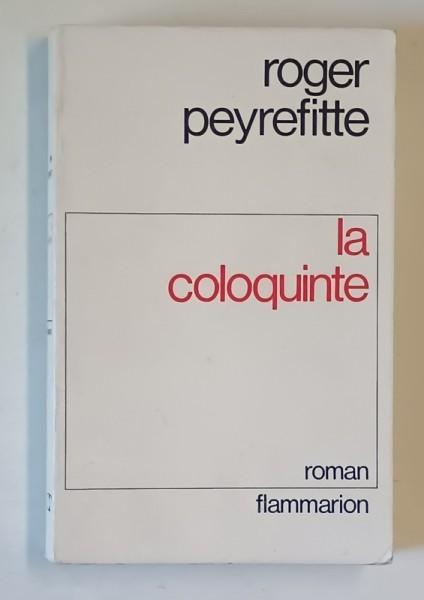 roger
peyrefitte
la
coloquinte
roman
flammarion